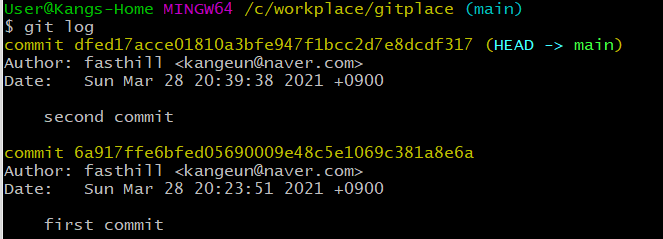 User@Kangs-Home MINGW64 /c/workplace/gitplace (main)
$ git log
commit dfed17acce01810a3bfe947f1bcc2d7e8dcdf317 (HEAD -> main)
Author: fasthill <kangeun@naver.com>
Date:   Sun Mar 28 20:39:38 2021 +0900
second commit
commit 6a917ffe6bfed05690009e48c5e1069c381a8e6a
Author: fasthill <kangeun@naver.com>
Date:   Sun Mar 28 20:23:51 2021 +0900
first commit